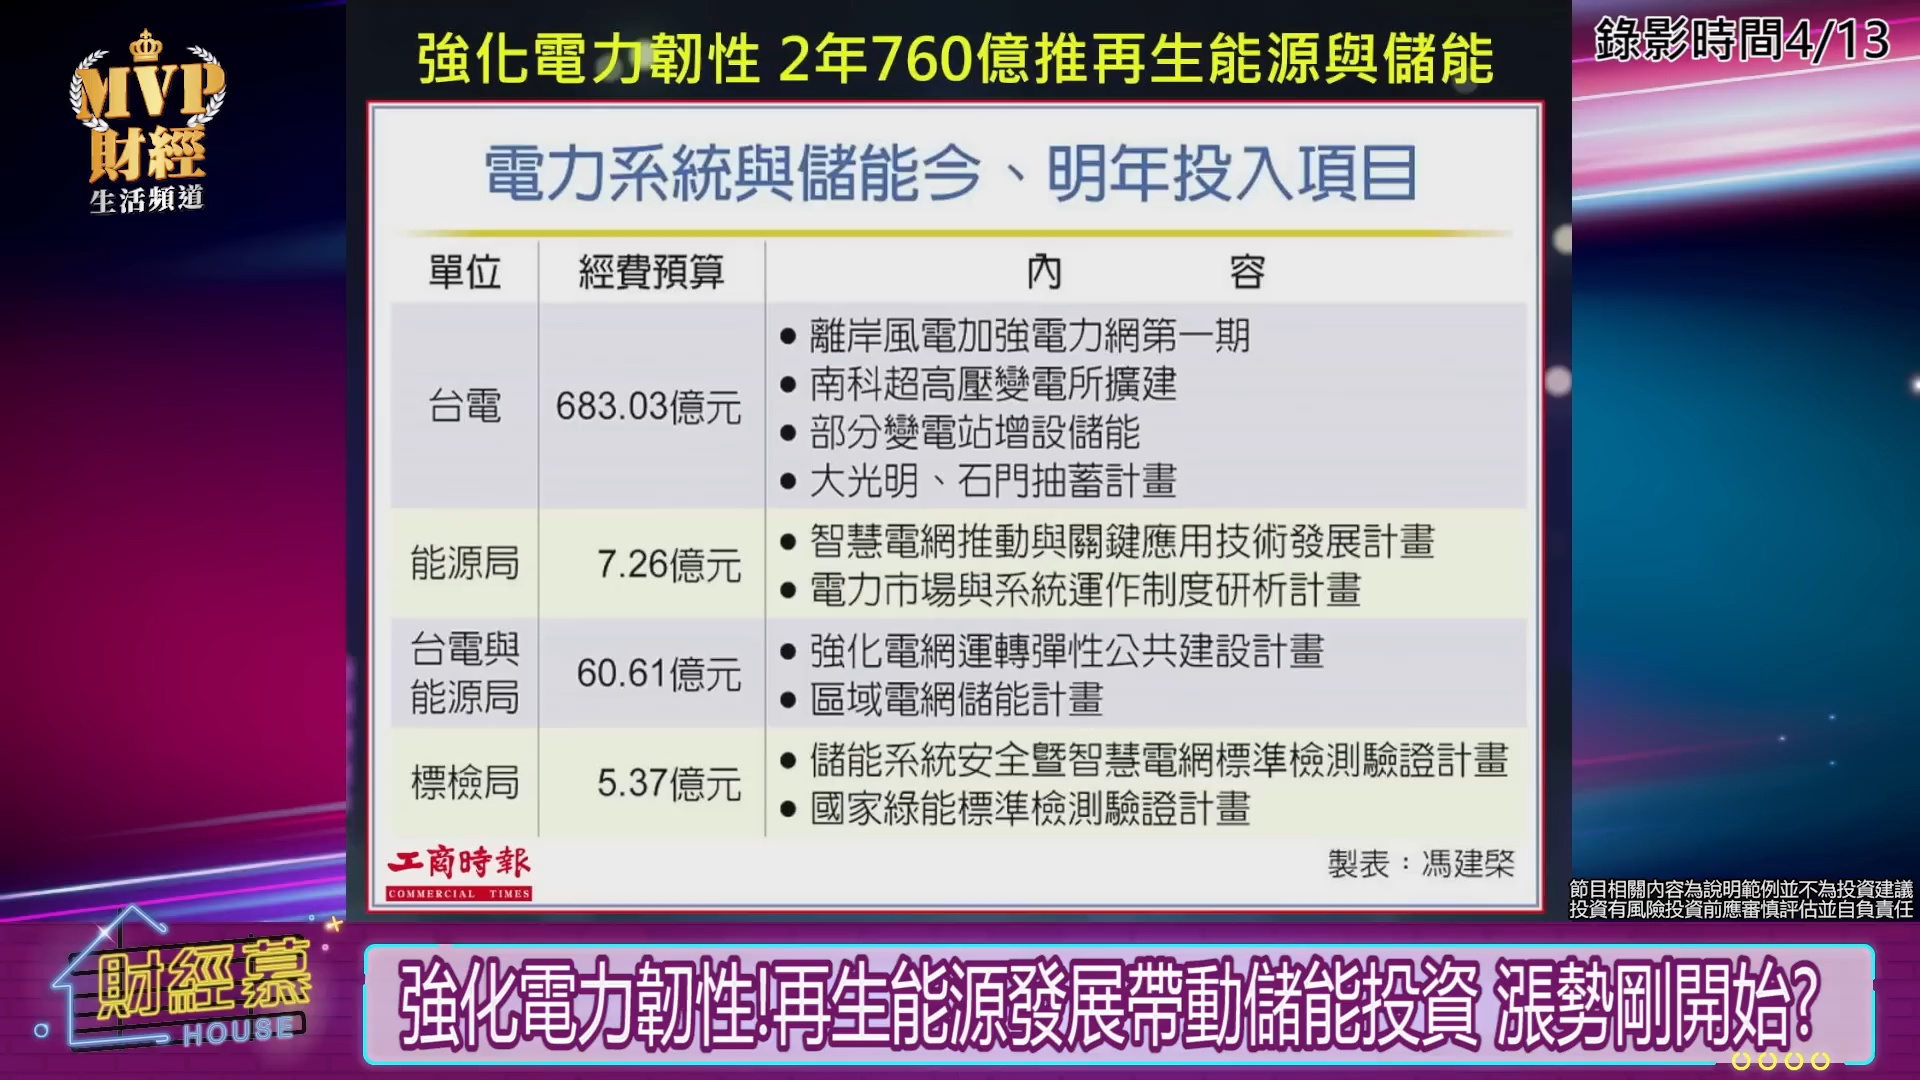 MVP
財經
生活頻道
強化電力韌性 2年760億推再生能源與儲能
錄影時間4/13
電力系統與儲能今、明年投入項目
單位 經費預算 內容
台電 683.03億元
● 離岸風電加強電力網第一期
● 南科超高壓變電所擴建
● 部分變電站增設儲能
● 大光明、石門抽蓄計畫
能源局 7.26億元
● 智慧電網推動與關鍵應用技術發展計畫
● 電力市場與系統運作制度研析計畫
台電與
能源局
60.61億元
● 強化電網運轉彈性公共建設計畫
● 區域電網儲能計畫
標檢局 5.37億元
● 儲能系統安全暨智慧電網標準檢測驗證計畫
● 國家綠能標準檢測驗證計畫
工商時報
COMMERCIAL TIMES
製表：馮建棨
節目相關內容為說明範例並不為投資建議
投資有風險投資前應審慎評估並自負責任
財經慕
HOUSE
強化電力韌性!再生能源發展帶動儲能投資 漲勢剛開始?